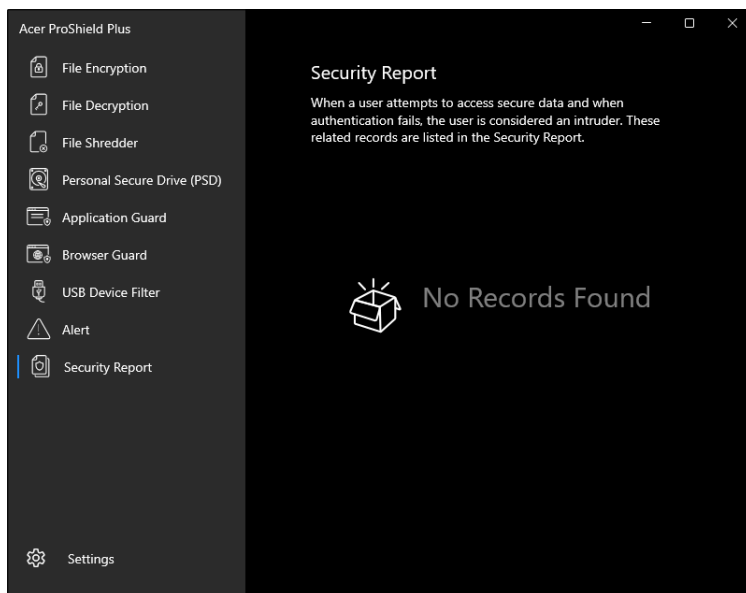 Acer ProShield Plus
File Encryption
File Decryption
File Shredder
Personal Secure Drive (PSD)
Application Guard
Browser Guard
USB Device Filter
Alert
Security Report
Settings
Security Report
When a user attempts to access secure data and when
authentication fails, the user is considered an intruder. These
related records are listed in the Security Report.
No Records Found